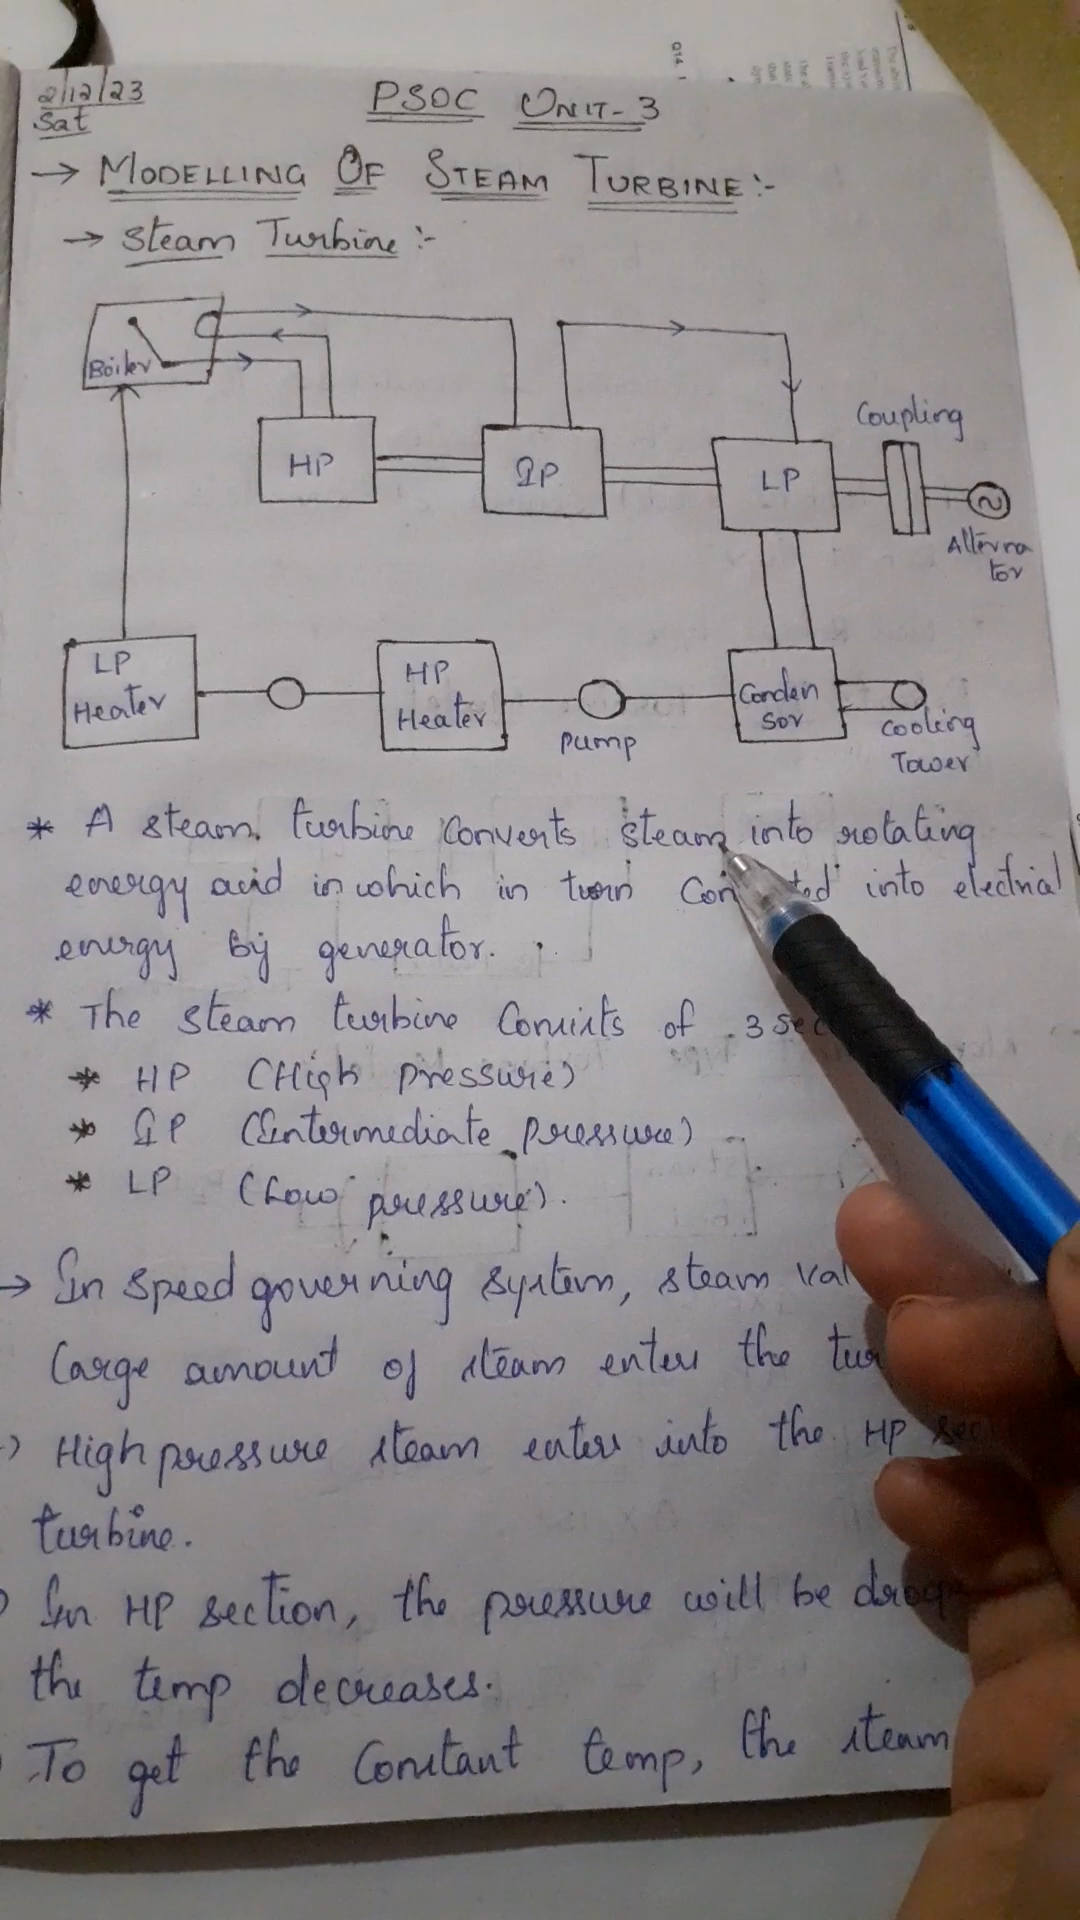 2/12/23
Sat
PSOC UNIT-3
→ MODELLING OF STEAM TURBINE:-
→ Steam Turbine:-
Boiler
HP
IP
LP
Coupling
Alterna
tor
LP
Heater
HP
Heater
Pump
Conden
sor
Cooling
Tower
* A steam turbine converts steam into rotating
energy and in which in turn into electrial
energy by generator.
* The steam turbine Consists of 3
* HP (High pressure)
* IP (Intermediate pressure)
* LP (Low pressure).
→ In speed governing system, steam
large amount of steam enters the
High pressure steam enters into the HP
turbine.
In HP section, the pressure will be
the temp decreases.
To get the Constant temp, the steam